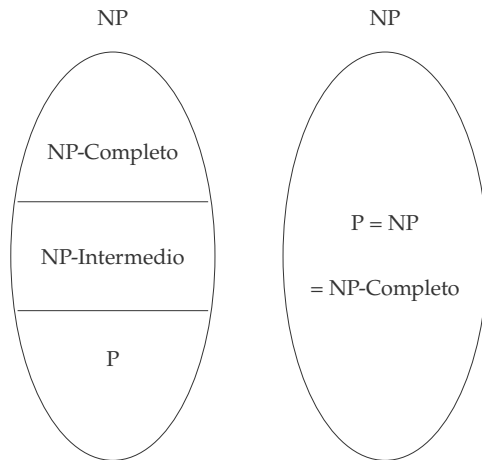 NP
NP-Completo
NP-Intermedio
P
NP
P = NP
= NP-Completo